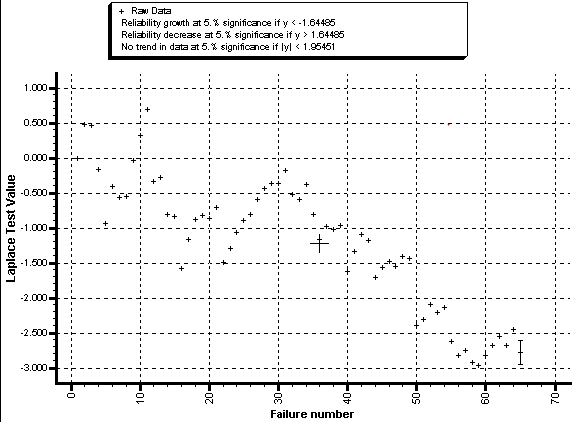 + Raw Data
Reliability growth at 5.% significance if y < -1.64485
Reliability decrease at 5.% significance if y > 1.64485
No trend in data at 5.% significance if |y| < 1.95451
1.000
0.500
0.000
-0.500
-1.000
-1.500
-2.000
-2.500
-3.000
Laplace Test Value
0 10 20 30 40 50 60 70
Failure number